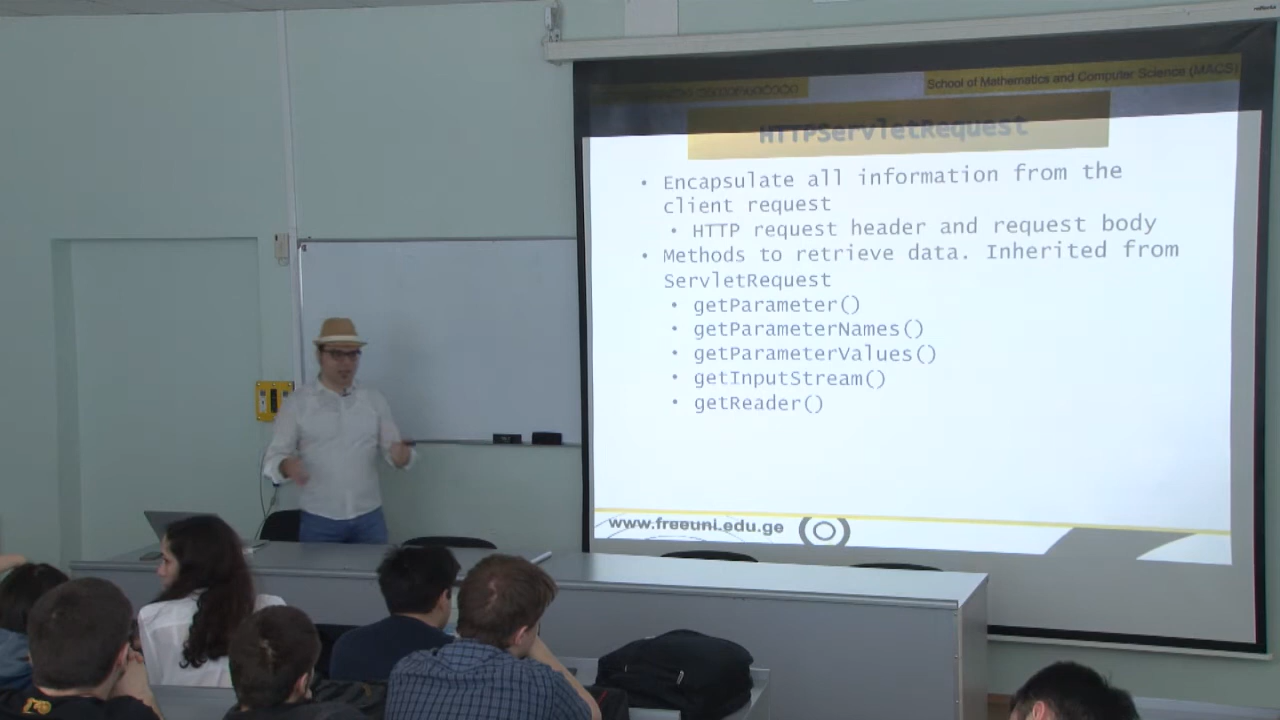 School of Mathematics and Computer Science (MACS)
HTTPServletRequest
• Encapsulate all information from the
client request
• HTTP request header and request body
• Methods to retrieve data. Inherited from
ServletRequest
• getParameter()
• getParameterNames()
• getParameterValues()
• getInputStream()
• getReader()
www.freeuni.edu.ge